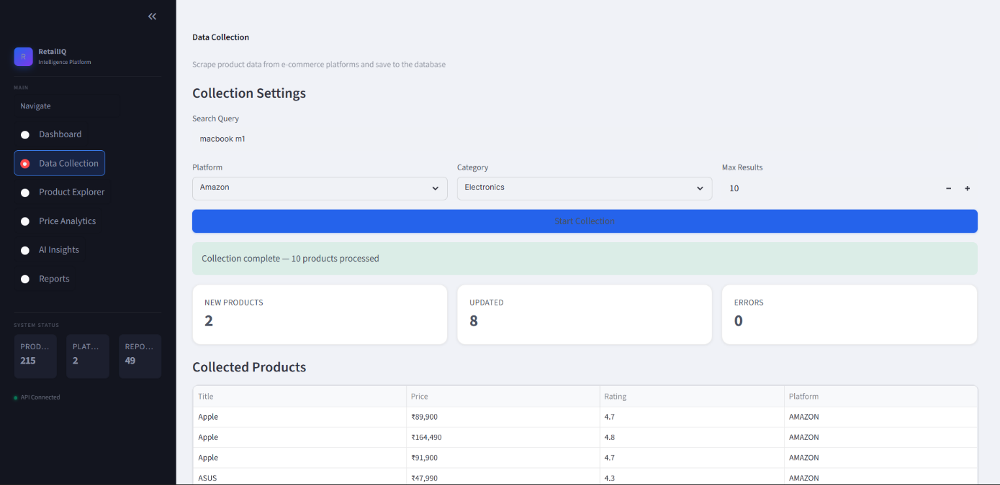 R
RetailIQ
Intelligence Platform
MAIN
Navigate
Dashboard
Data Collection
Product Explorer
Price Analytics
AI Insights
Reports
SYSTEM STATUS
PROD... PLAT... REPO...
215 2 49
API Connected
Data Collection
Scrape product data from e-commerce platforms and save to the database
Collection Settings
Search Query
macbook m1
Platform Category Max Results
Amazon Electronics 10 − +
Start Collection
Collection complete — 10 products processed
NEW PRODUCTS UPDATED ERRORS
2 8 0
Collected Products
Title Price Rating Platform
Apple ₹89,900 4.7 AMAZON
Apple ₹164,490 4.8 AMAZON
Apple ₹91,900 4.7 AMAZON
ASUS ₹47,990 4.3 AMAZON